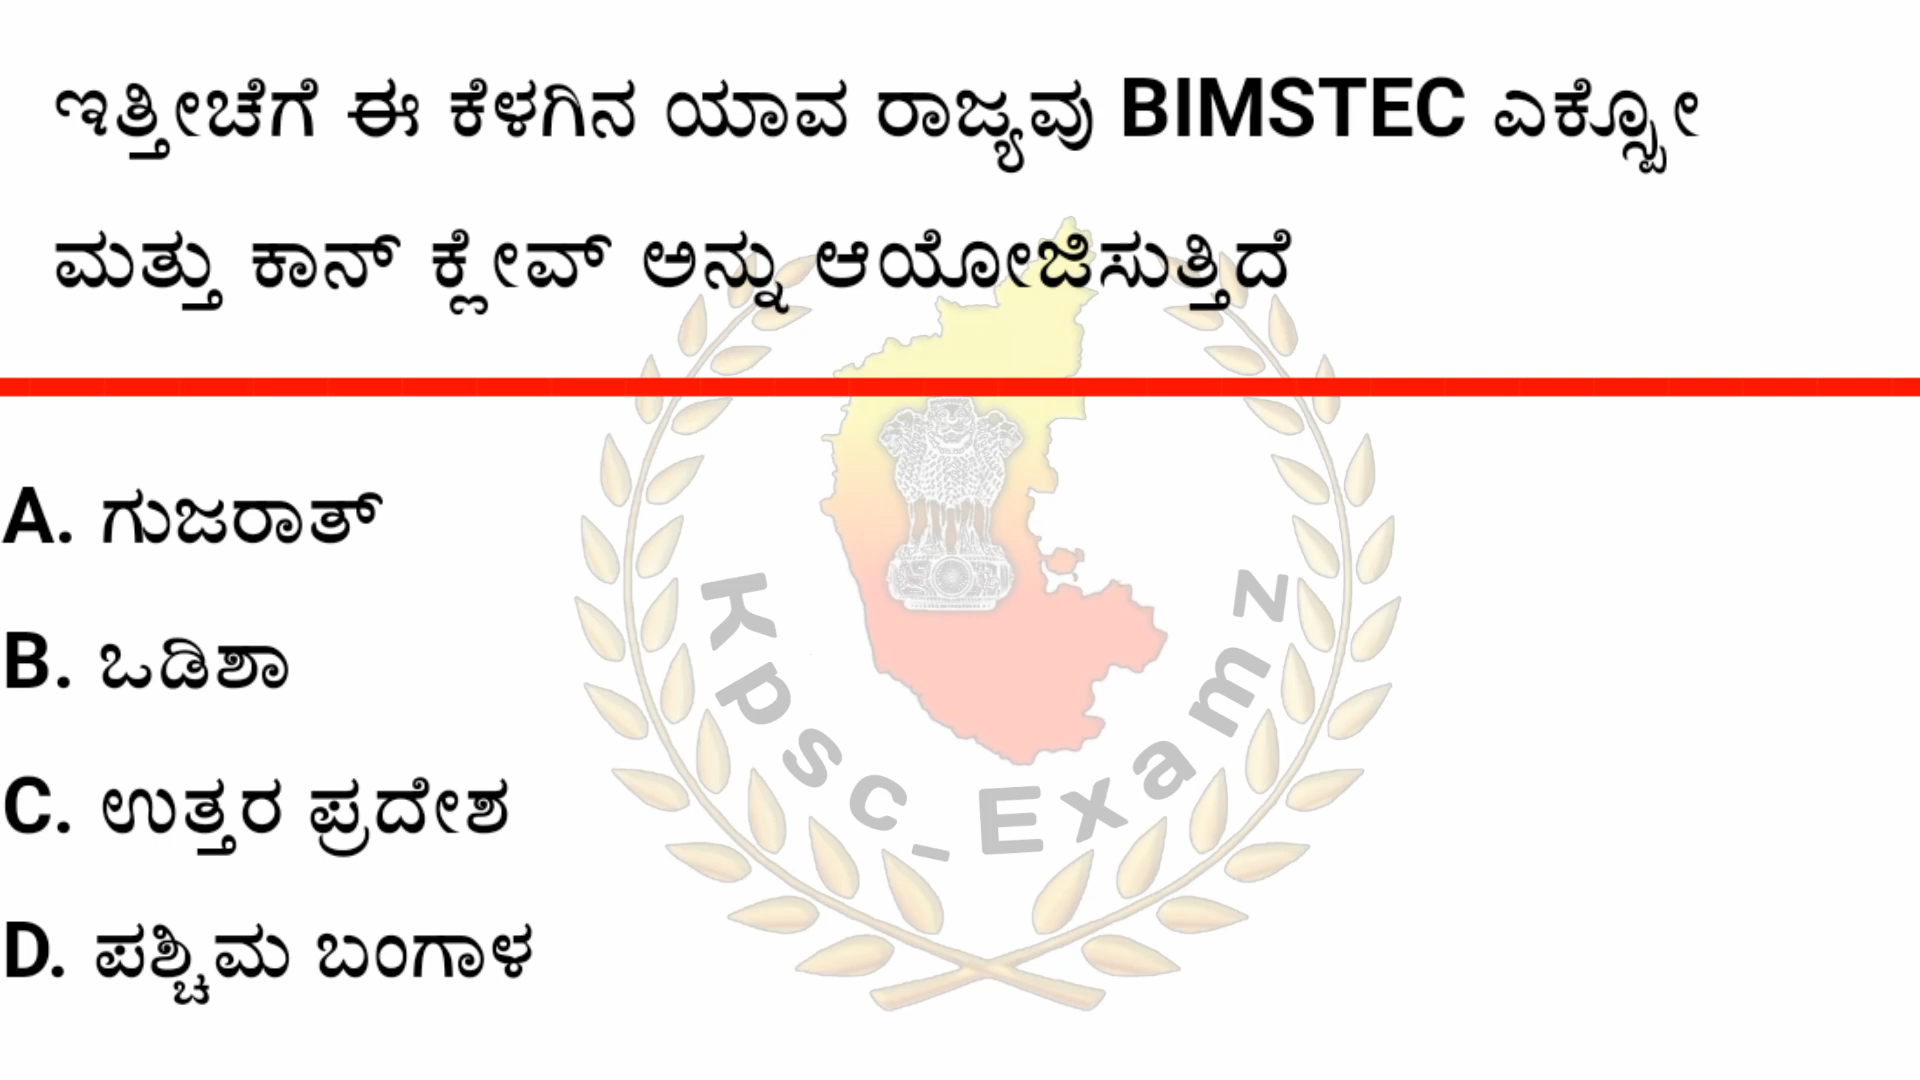 ಇತ್ತೀಚೆಗೆ ಈ ಕೆಳಗಿನ ಯಾವ ರಾಜ್ಯವು BIMSTEC ಎಕ್ಸ್ಪೋ
ಮತ್ತು ಕಾನ್ ಕ್ಲೇವ್ ಅನ್ನು ಆಯೋಜಿಸುತ್ತಿದೆ
A. ಗುಜರಾತ್
B. ಒಡಿಶಾ
C. ಉತ್ತರ ಪ್ರದೇಶ
D. ಪಶ್ಚಿಮ ಬಂಗಾಳ
Kpsc_Examz